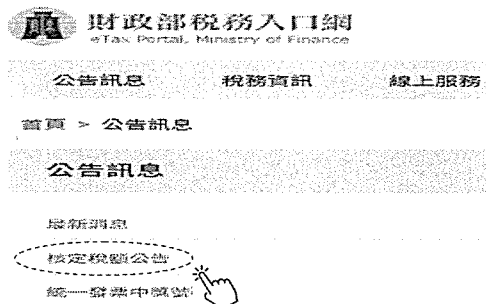 財政部稅務入口網
eTax Portal, Ministry of Finance
公告訊息 稅務資訊 線上服務
首頁 > 公告訊息
公告訊息
最新消息
核定稅額公告
統一發票中獎號